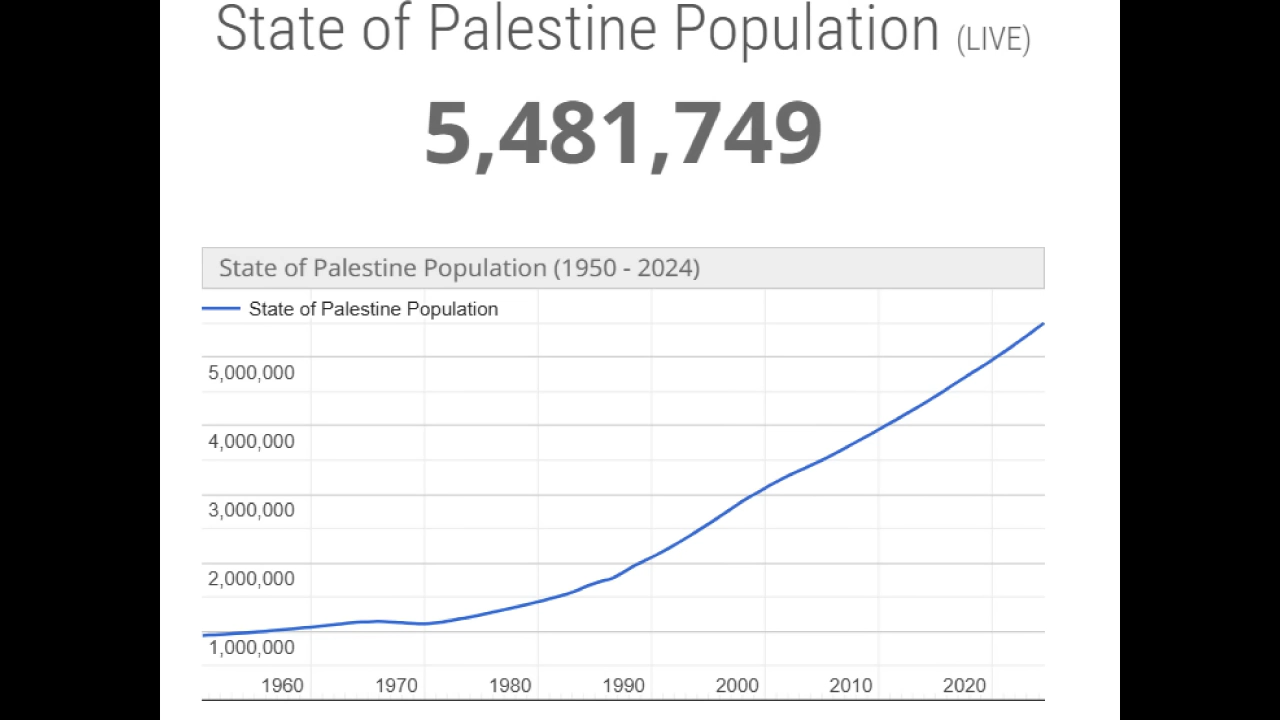 State of Palestine Population (LIVE)
5,481,749
State of Palestine Population (1950 - 2024)
State of Palestine Population
5,000,000
4,000,000
3,000,000
2,000,000
1,000,000
1960 1970 1980 1990 2000 2010 2020